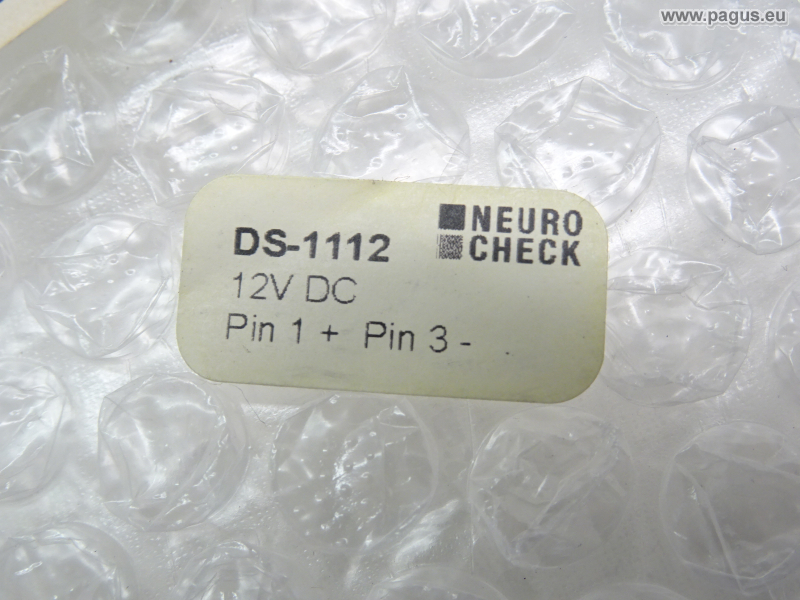 www.pagus.eu
NEURO
CHECK
DS-1112
12V DC
Pin 1 + Pin 3 -